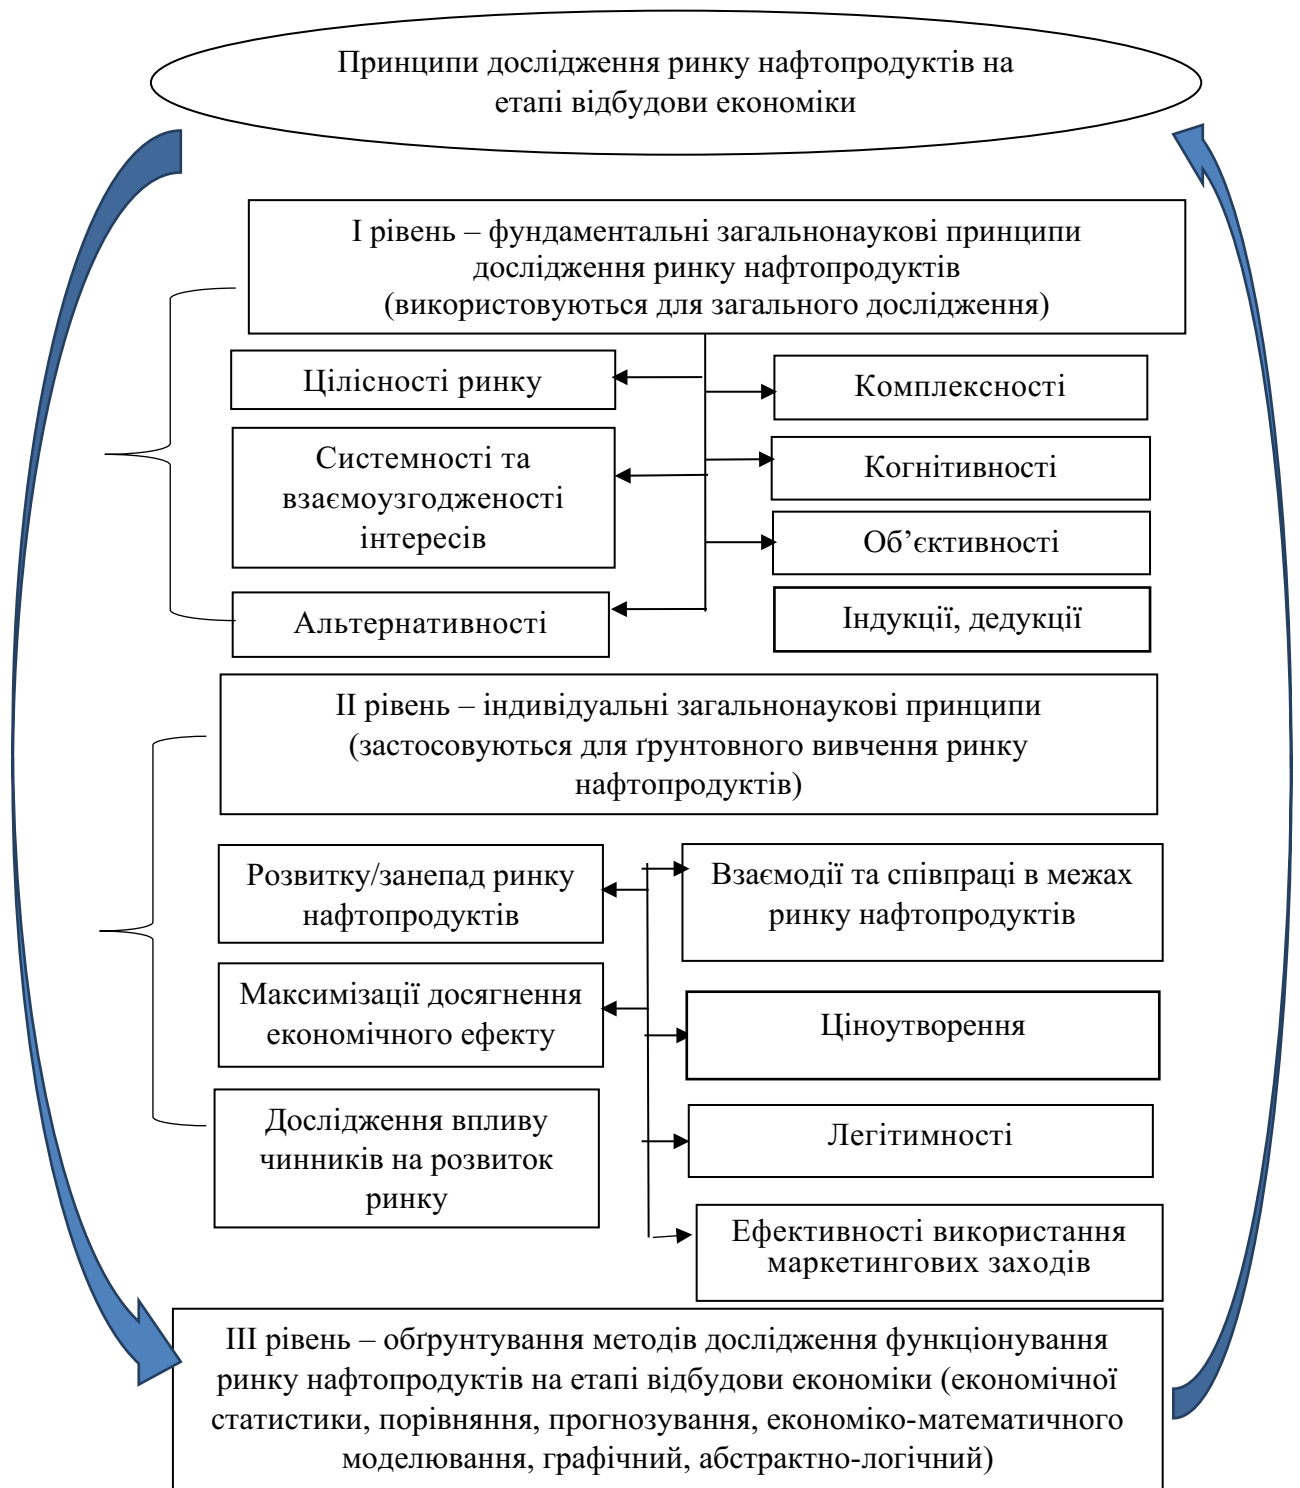 Принципи дослідження ринку нафтопродуктів на
етапі відбудови економіки
І рівень – фундаментальні загальнонаукові принципи
дослідження ринку нафтопродуктів
(використовуються для загального дослідження)
Цілісності ринку
Комплексності
Системності та
взаємоузгодженості
інтересів
Когнітивності
Об’єктивності
Альтернативності
Індукції, дедукції
ІІ рівень – індивідуальні загальнонаукові принципи
(застосовуються для ґрунтовного вивчення ринку
нафтопродуктів)
Розвитку/занепад ринку
нафтопродуктів
Взаємодії та співпраці в межах
ринку нафтопродуктів
Максимізації досягнення
економічного ефекту
Ціноутворення
Дослідження впливу
чинників на розвиток
ринку
Легітимності
Ефективності використання
маркетингових заходів
ІІІ рівень – обґрунтування методів дослідження функціонування
ринку нафтопродуктів на етапі відбудови економіки (економічної
статистики, порівняння, прогнозування, економіко-математичного
моделювання, графічний, абстрактно-логічний)